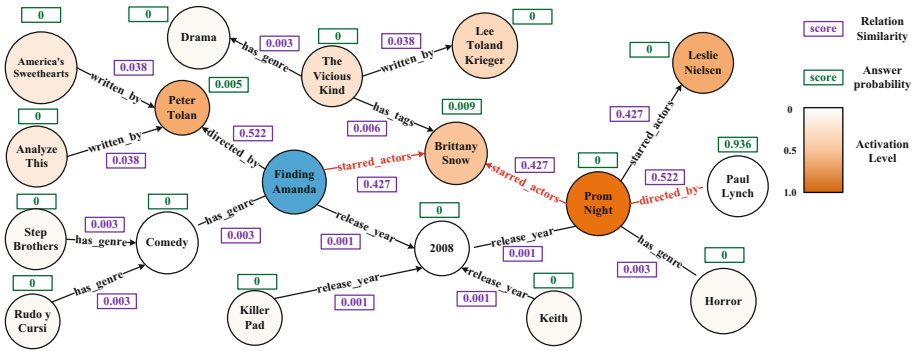 0
America's
Sweethearts
0.038
written_by
0
Analyze
This
written_by
0.038
0
Drama
0.003
has_genre
0
The
Vicious
Kind
0.038
written_by
0
Lee
Toland
Krieger
0.005
Peter
Tolan
0.522
directed_by
has_tags
0.006
0.009
Brittany
Snow
Finding
Amanda
starred_actors
0.427
starred_actors
0.427
0
Prom
Night
0
Leslie
Nielsen
0.427
starred_actors
0.936
Paul
Lynch
0.522
directed_by
0
Step
Brothers
0.003
has_genre
0
Comedy
has_genre
0.003
0
Rudo y
Cursi
has_genre
0.003
release_year
0.001
0
2008
release_year
0.001
0
Killer
Pad
release_year
0.001
0
Keith
release_year
0.001
has_genre
0.003
0
Horror
score
Relation
Similarity
score
Answer
probability
0
0.5
1.0
Activation
Level